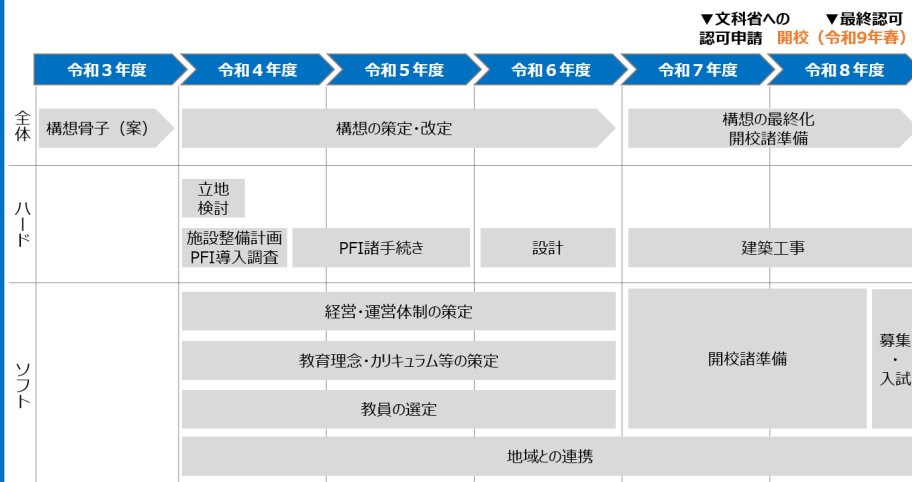 ▼文科省への ▼最終認可
認可申請 開校（令和9年春）
令和３年度 令和４年度 令和５年度 令和６年度 令和７年度 令和８年度
全体
構想骨子（案）
構想の策定・改定
構想の最終化
開校諸準備
ハード
立地
検討
施設整備計画
PFI導入調査
PFI諸手続き
設計
建築工事
ソフト
経営・運営体制の策定
教育理念・カリキュラム等の策定
教員の選定
開校諸準備
募集
・
入試
地域との連携